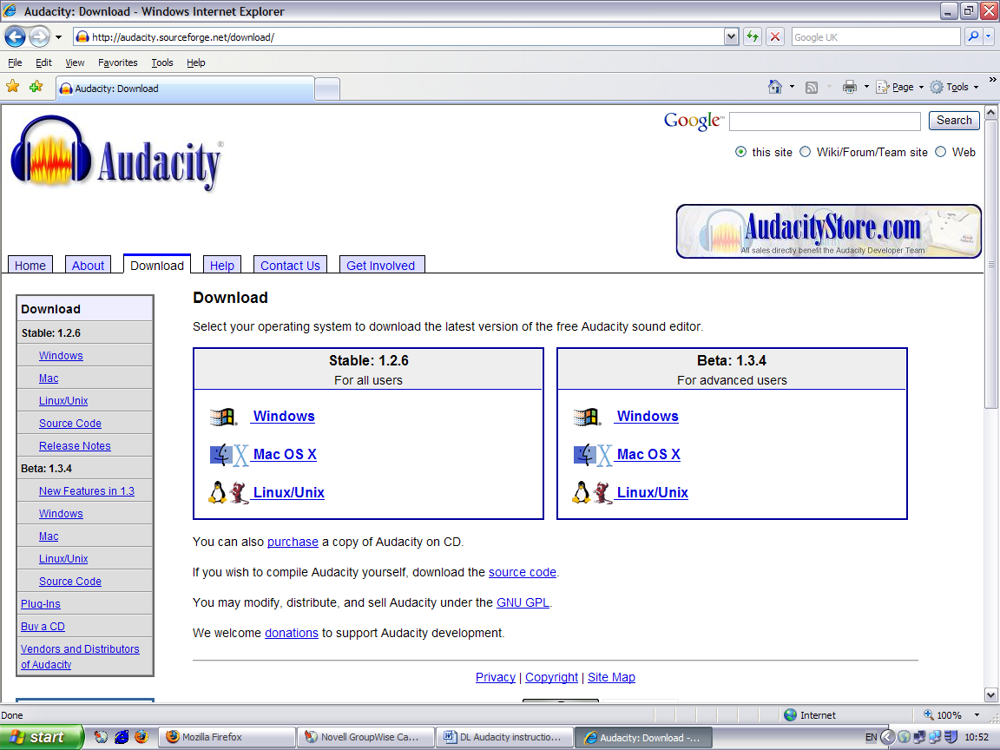 Audacity: Download - Windows Internet Explorer
http://audacity.sourceforge.net/download/
Google UK
File Edit View Favorites Tools Help
Audacity: Download
Page Tools »
Audacity®
Google™
Search
this site Wiki/Forum/Team site Web
AudacityStore.com
All sales directly benefit the Audacity Developer Team
Home About Download Help Contact Us Get Involved
Download
Stable: 1.2.6
Windows
Mac
Linux/Unix
Source Code
Release Notes
Beta: 1.3.4
New Features in 1.3
Windows
Mac
Linux/Unix
Source Code
Plug-Ins
Buy a CD
Vendors and Distributors
of Audacity
Download
Select your operating system to download the latest version of the free Audacity sound editor.
Stable: 1.2.6
For all users
Windows
Mac OS X
Linux/Unix
Beta: 1.3.4
For advanced users
Windows
Mac OS X
Linux/Unix
You can also purchase a copy of Audacity on CD.
If you wish to compile Audacity yourself, download the source code.
You may modify, distribute, and sell Audacity under the GNU GPL.
We welcome donations to support Audacity development.
Privacy | Copyright | Site Map
Done
Internet
100%
start
Mozilla Firefox
Novell GroupWise Ca...
DL Audacity instructio...
Audacity: Download -...
EN
10:52